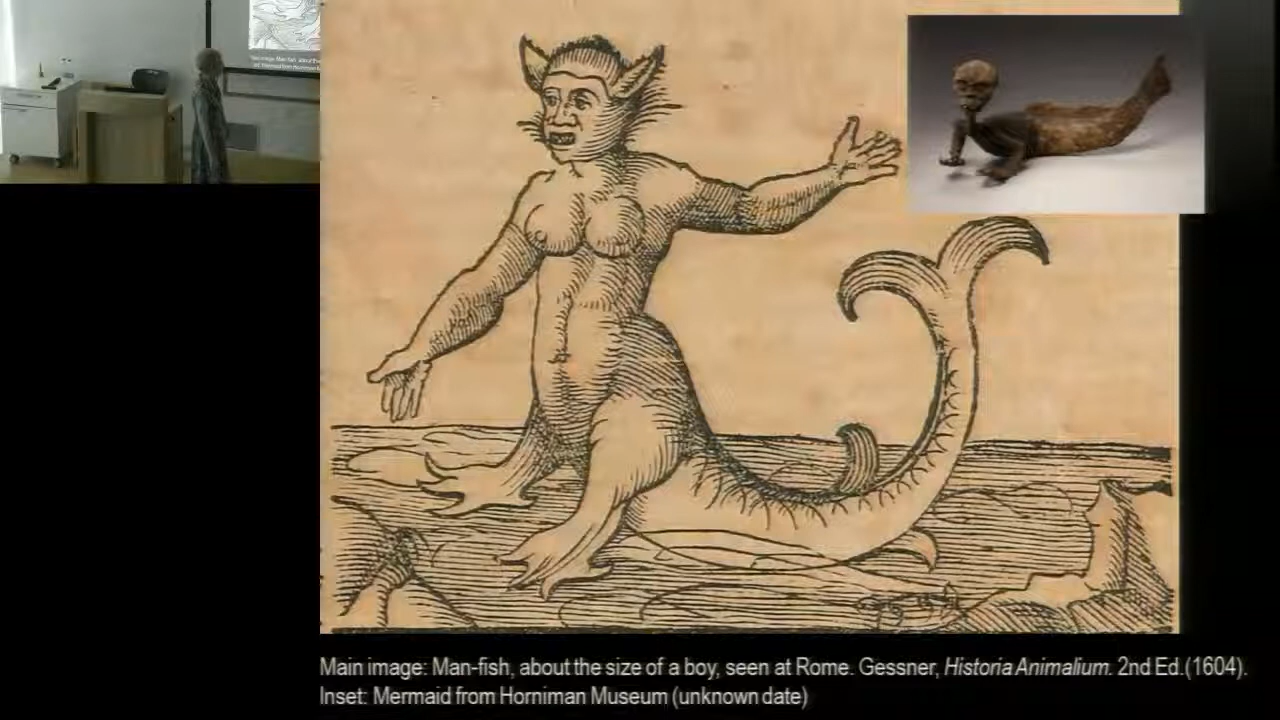 Main image: Man-fish, about the size of a boy, seen at Rome. Gessner, Historia Animalium. 2nd Ed.(1604).
Inset: Mermaid from Horniman Museum (unknown date)